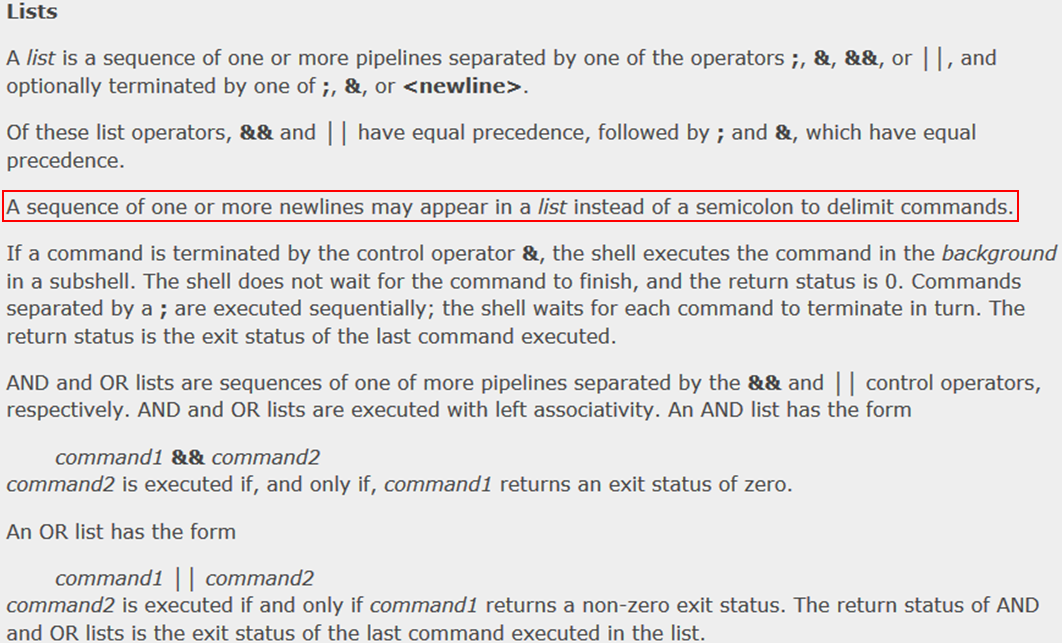 Lists
A list is a sequence of one or more pipelines separated by one of the operators ;, &, &&, or ||, and
optionally terminated by one of ;, &, or <newline>.
Of these list operators, && and || have equal precedence, followed by ; and &, which have equal
precedence.
A sequence of one or more newlines may appear in a list instead of a semicolon to delimit commands.
If a command is terminated by the control operator &, the shell executes the command in the background
in a subshell. The shell does not wait for the command to finish, and the return status is 0. Commands
separated by a ; are executed sequentially; the shell waits for each command to terminate in turn. The
return status is the exit status of the last command executed.
AND and OR lists are sequences of one of more pipelines separated by the && and || control operators,
respectively. AND and OR lists are executed with left associativity. An AND list has the form
command1 && command2
command2 is executed if, and only if, command1 returns an exit status of zero.
An OR list has the form
command1 || command2
command2 is executed if and only if command1 returns a non-zero exit status. The return status of AND
and OR lists is the exit status of the last command executed in the list.